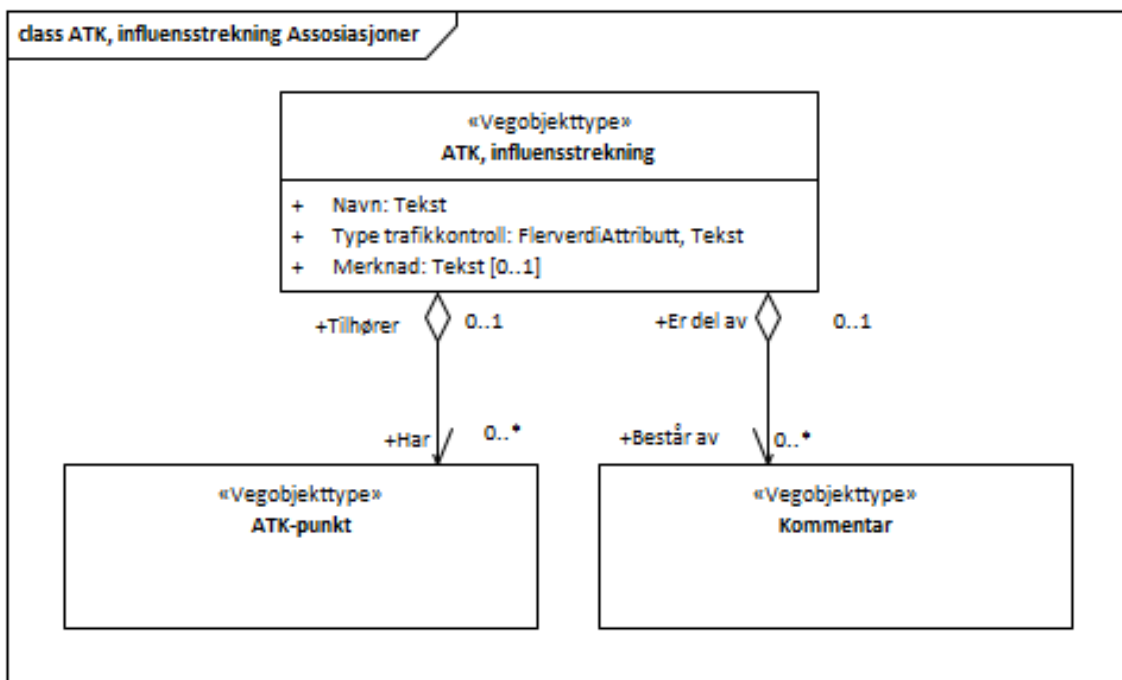 class ATK, influensstrekning Assosiasjoner
«Vegobjekttype»
ATK, influensstrekning
+ Navn: Tekst
+ Type trafikkontroll: FlerverdiAttributt, Tekst
+ Merknad: Tekst [0..1]
+Tilhører 0..1 +Er del av 0..1
+Har 0..* +Består av 0..*
«Vegobjekttype» «Vegobjekttype»
ATK-punkt Kommentar